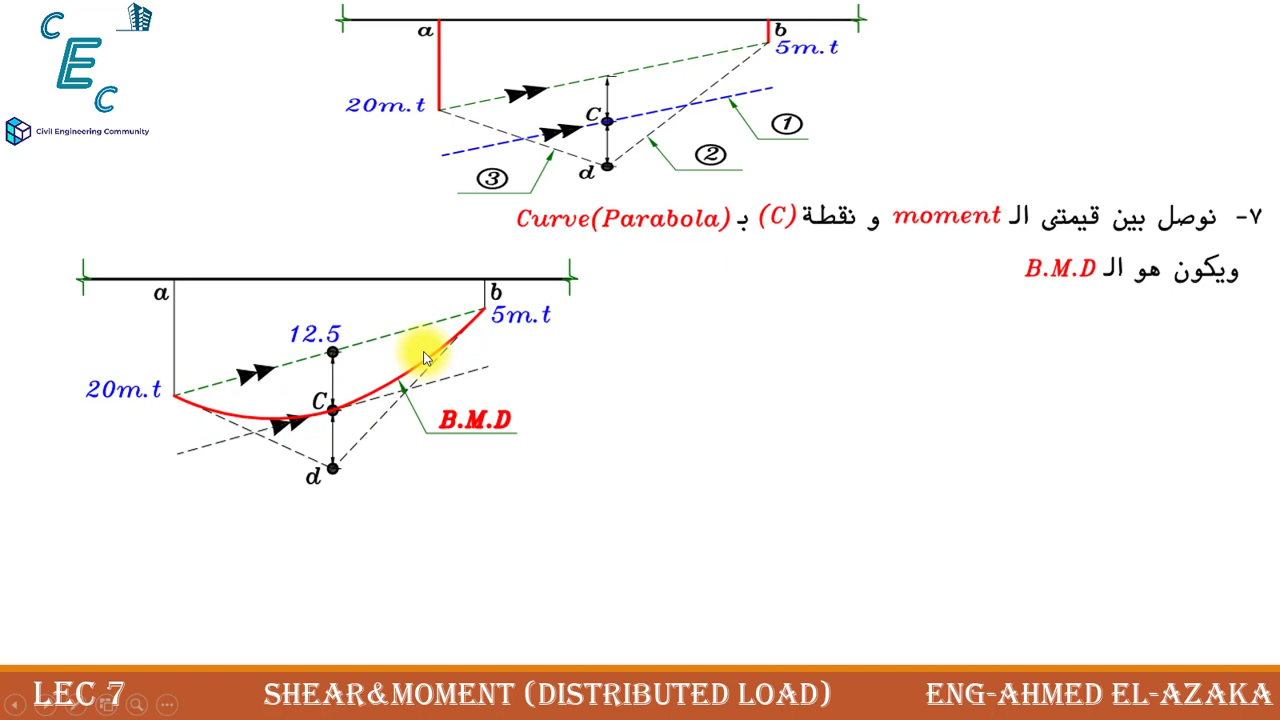 C
E
C
Civil Engineering Community
a
b
5m.t
20m.t
C
d
①
②
③
٧- نوصل بين قيمتى الـ moment و نقطة (C) بـ Curve(Parabola)
ويكون هو الـ B.M.D
a
b
5m.t
12.5
20m.t
C
B.M.D
d
LEC 7
SHEAR&MOMENT (DISTRIBUTED LOAD)
ENG-AHMED EL-AZAKA